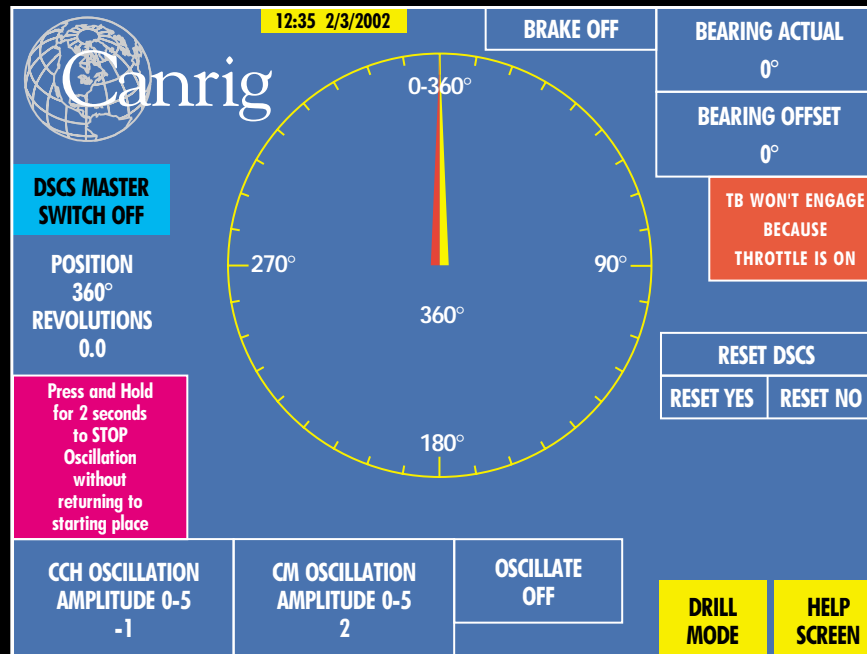 12:35 2/3/2002
Canrig
BRAKE OFF
BEARING ACTUAL
0°
BEARING OFFSET
0°
TB WON'T ENGAGE
BECAUSE
THROTTLE IS ON
DSCS MASTER
SWITCH OFF
POSITION
360°
REVOLUTIONS
0.0
0-360°
270°
90°
360°
180°
RESET DSCS
RESET YES
RESET NO
Press and Hold
for 2 seconds
to STOP
Oscillation
without
returning to
starting place
CCH OSCILLATION
AMPLITUDE 0-5
-1
CM OSCILLATION
AMPLITUDE 0-5
2
OSCILLATE
OFF
DRILL
MODE
HELP
SCREEN